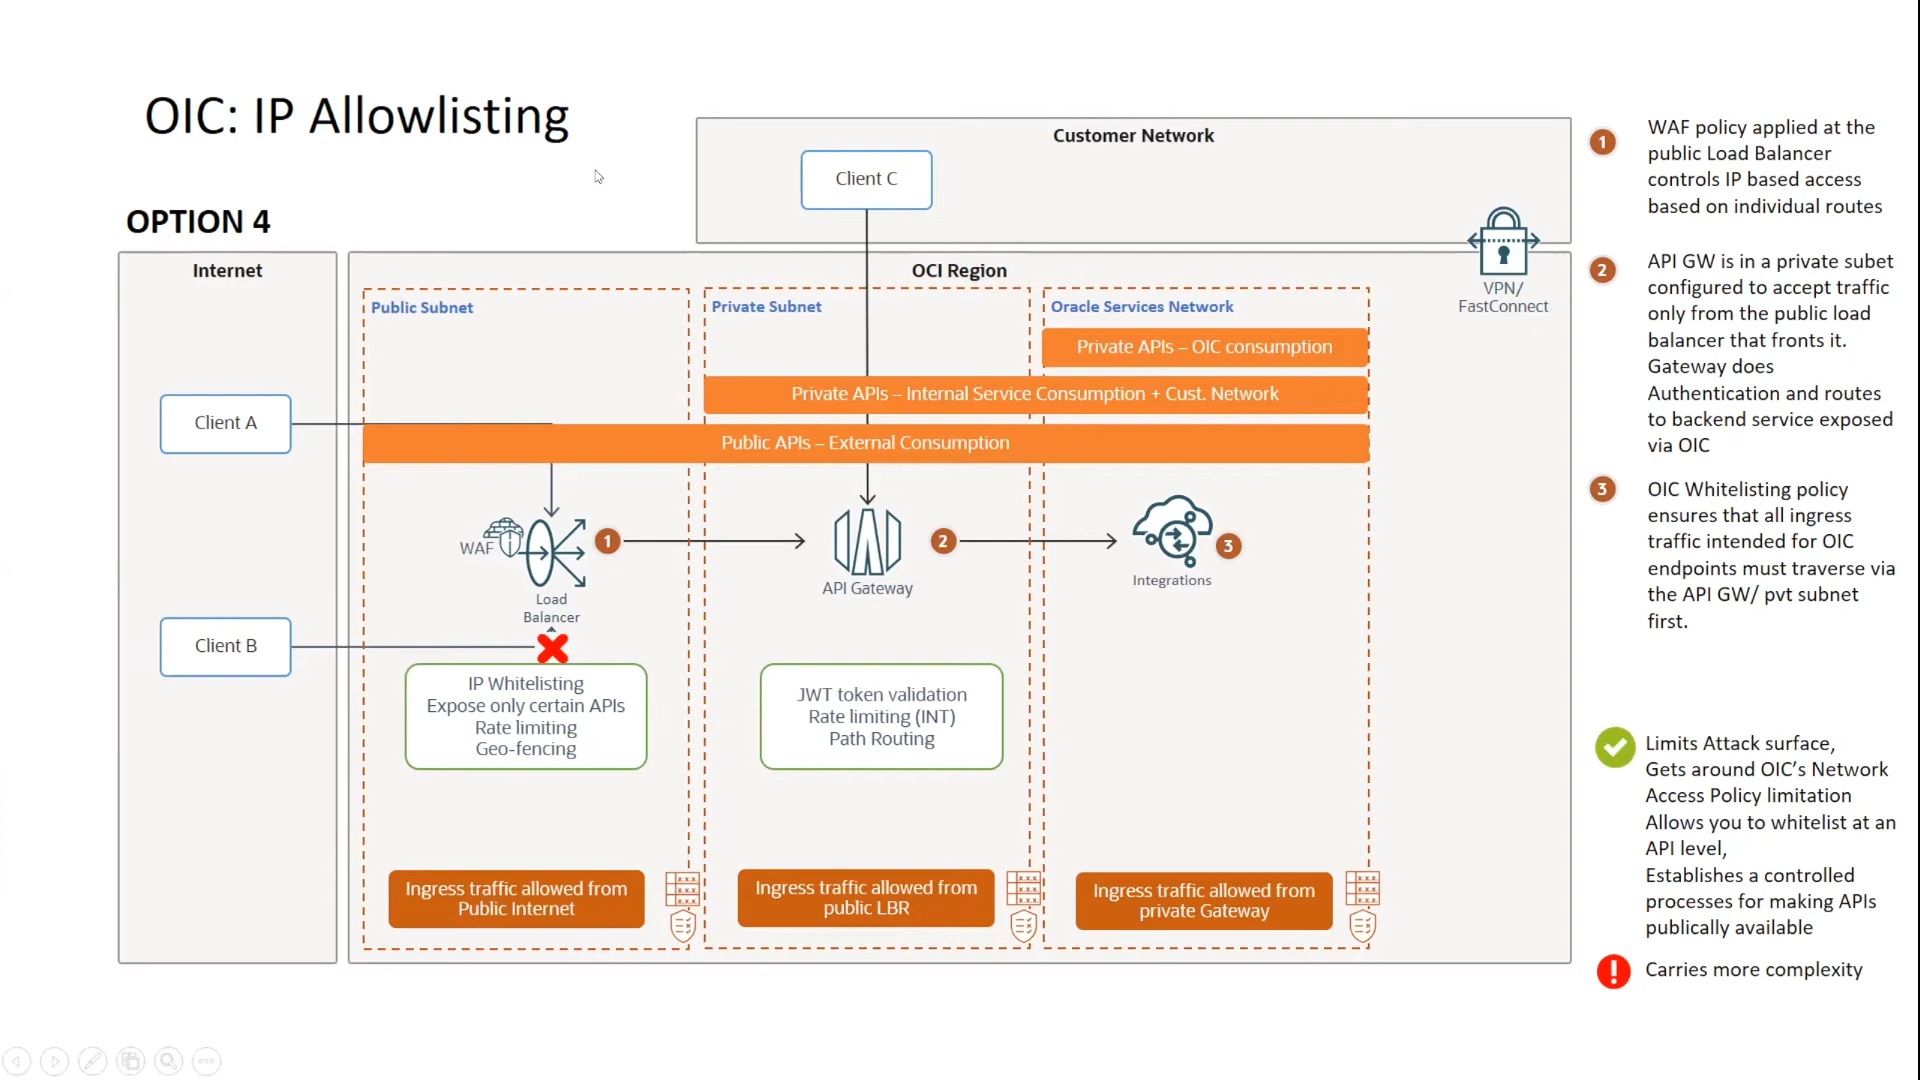 OIC: IP Allowlisting
OPTION 4
Customer Network
Client C
VPN/
FastConnect
Internet
Client A
Client B
OCI Region
Public Subnet
Private Subnet
Oracle Services Network
Private APIs – OIC consumption
Private APIs – Internal Service Consumption + Cust. Network
Public APIs – External Consumption
WAF
Load
Balancer
1
API Gateway
2
Integrations
3
IP Whitelisting
Expose only certain APIs
Rate limiting
Geo-fencing
JWT token validation
Rate limiting (INT)
Path Routing
Ingress traffic allowed from
Public Internet
Ingress traffic allowed from
public LBR
Ingress traffic allowed from
private Gateway
1
WAF policy applied at the
public Load Balancer
controls IP based access
based on individual routes
2
API GW is in a private subet
configured to accept traffic
only from the public load
balancer that fronts it.
Gateway does
Authentication and routes
to backend service exposed
via OIC
3
OIC Whitelisting policy
ensures that all ingress
traffic intended for OIC
endpoints must traverse via
the API GW/ pvt subnet
first.
Limits Attack surface,
Gets around OIC’s Network
Access Policy limitation
Allows you to whitelist at an
API level,
Establishes a controlled
processes for making APIs
publically available
Carries more complexity